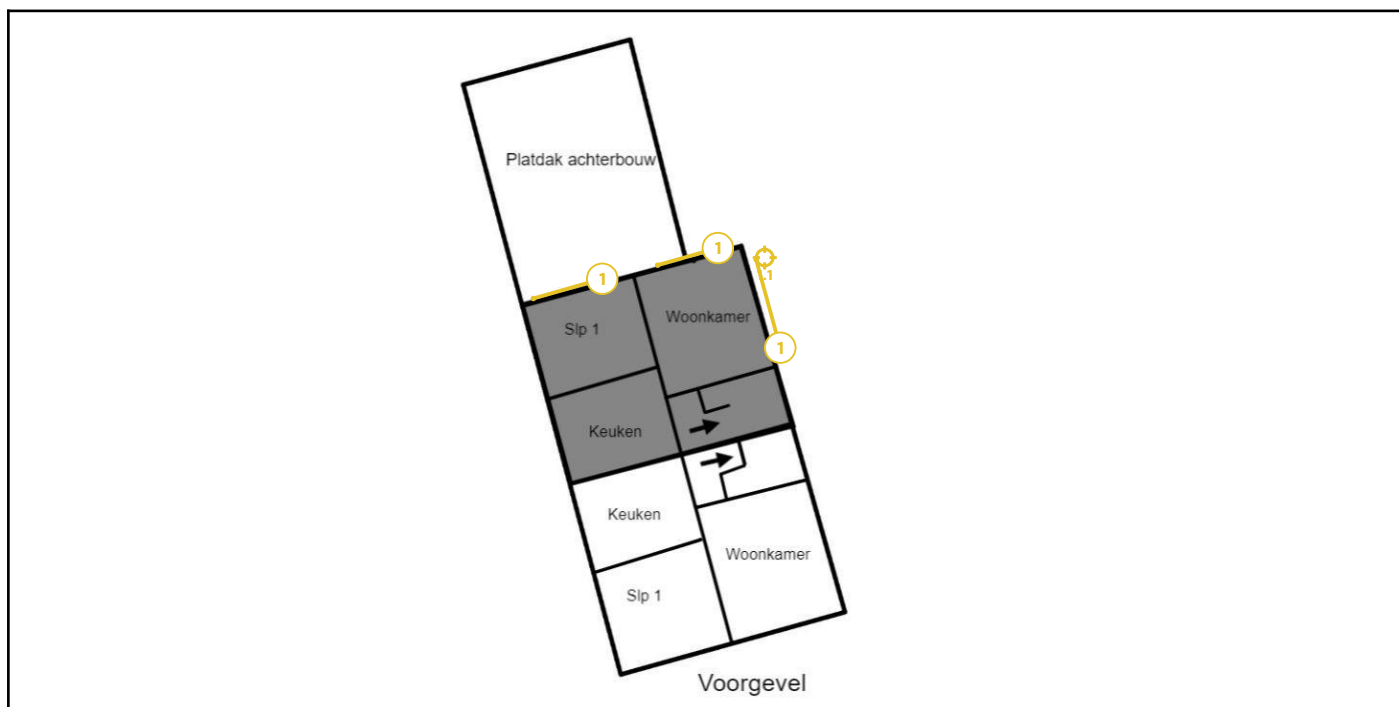 Platdak achterbouw
1
1
.1
Slp 1
Woonkamer
1
Keuken
Keuken
Woonkamer
Slp 1
Voorgevel